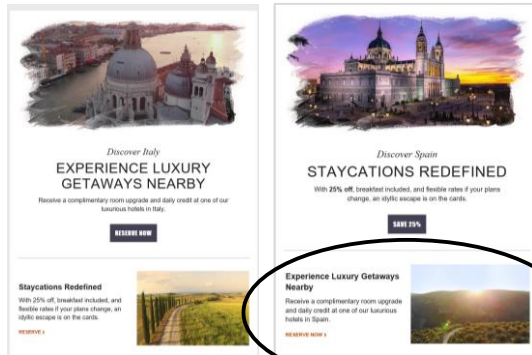 Discover Italy
EXPERIENCE LUXURY
GETAWAYS NEARBY
Receive a complimentary room upgrade and daily credit at one of our
luxurious hotels in Italy.
RESERVE NOW
Staycations Redefined
With 25% off, breakfast included, and
flexible rates if your plans change, an
idyllic escape is on the cards.
RESERVE ›
Discover Spain
STAYCATIONS REDEFINED
With 25% off, breakfast included, and flexible rates if your plans
change, an idyllic escape is on the cards.
SAVE 25%
Experience Luxury Getaways
Nearby
Receive a complimentary room upgrade
and daily credit at one of our luxurious
hotels in Spain.
RESERVE NOW ›